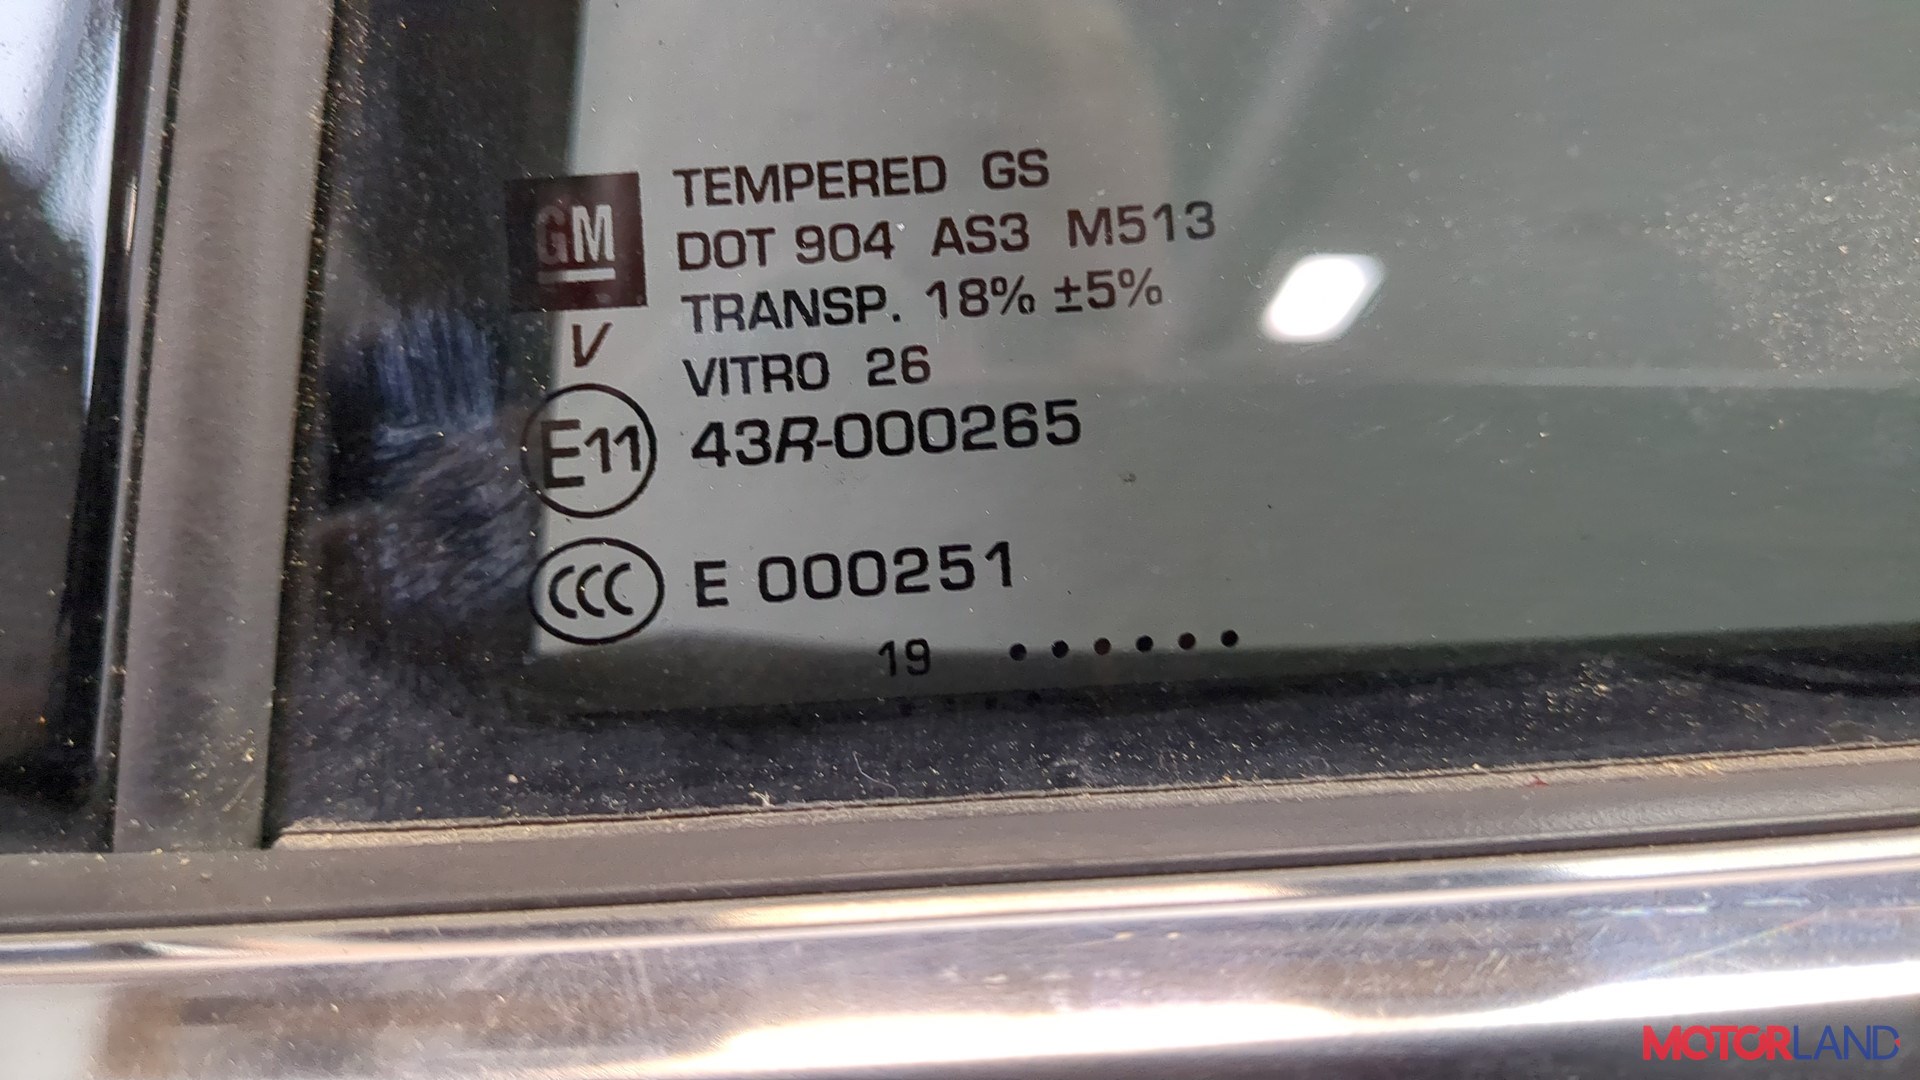 GM
TEMPERED GS
DOT 904 AS3 M513
TRANSP. 18% ±5%
V
VITRO 26
E11 43R-000265
CCC E 000251
19 ••••••
MOTORLAND